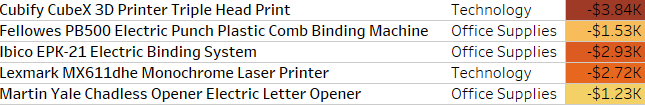 Cubify CubeX 3D Printer Triple Head Print Technology -$3.84K
Fellowes PB500 Electric Punch Plastic Comb Binding Machine Office Supplies -$1.53K
Ibico EPK-21 Electric Binding System Office Supplies -$2.93K
Lexmark MX611dhe Monochrome Laser Printer Technology -$2.72K
Martin Yale Chadless Opener Electric Letter Opener Office Supplies -$1.23K